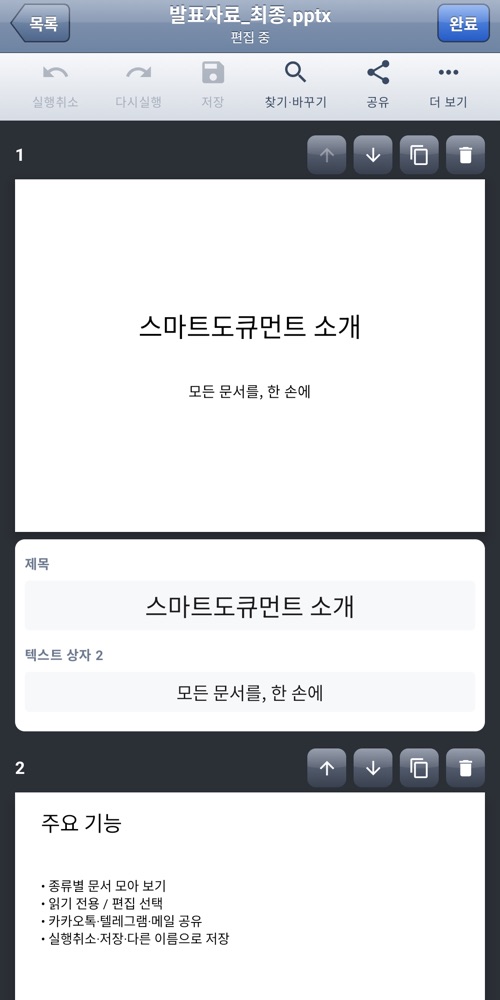 목록
발표자료_최종.pptx
편집 중
완료
실행취소
다시실행
저장
찾기·바꾸기
공유
더 보기
1
스마트도큐먼트 소개
모든 문서를, 한 손에
제목
스마트도큐먼트 소개
텍스트 상자 2
모든 문서를, 한 손에
2
주요 기능
• 종류별 문서 모아 보기
• 읽기 전용 / 편집 선택
• 카카오톡·텔레그램·메일 공유
• 실행취소·저장·다른 이름으로 저장